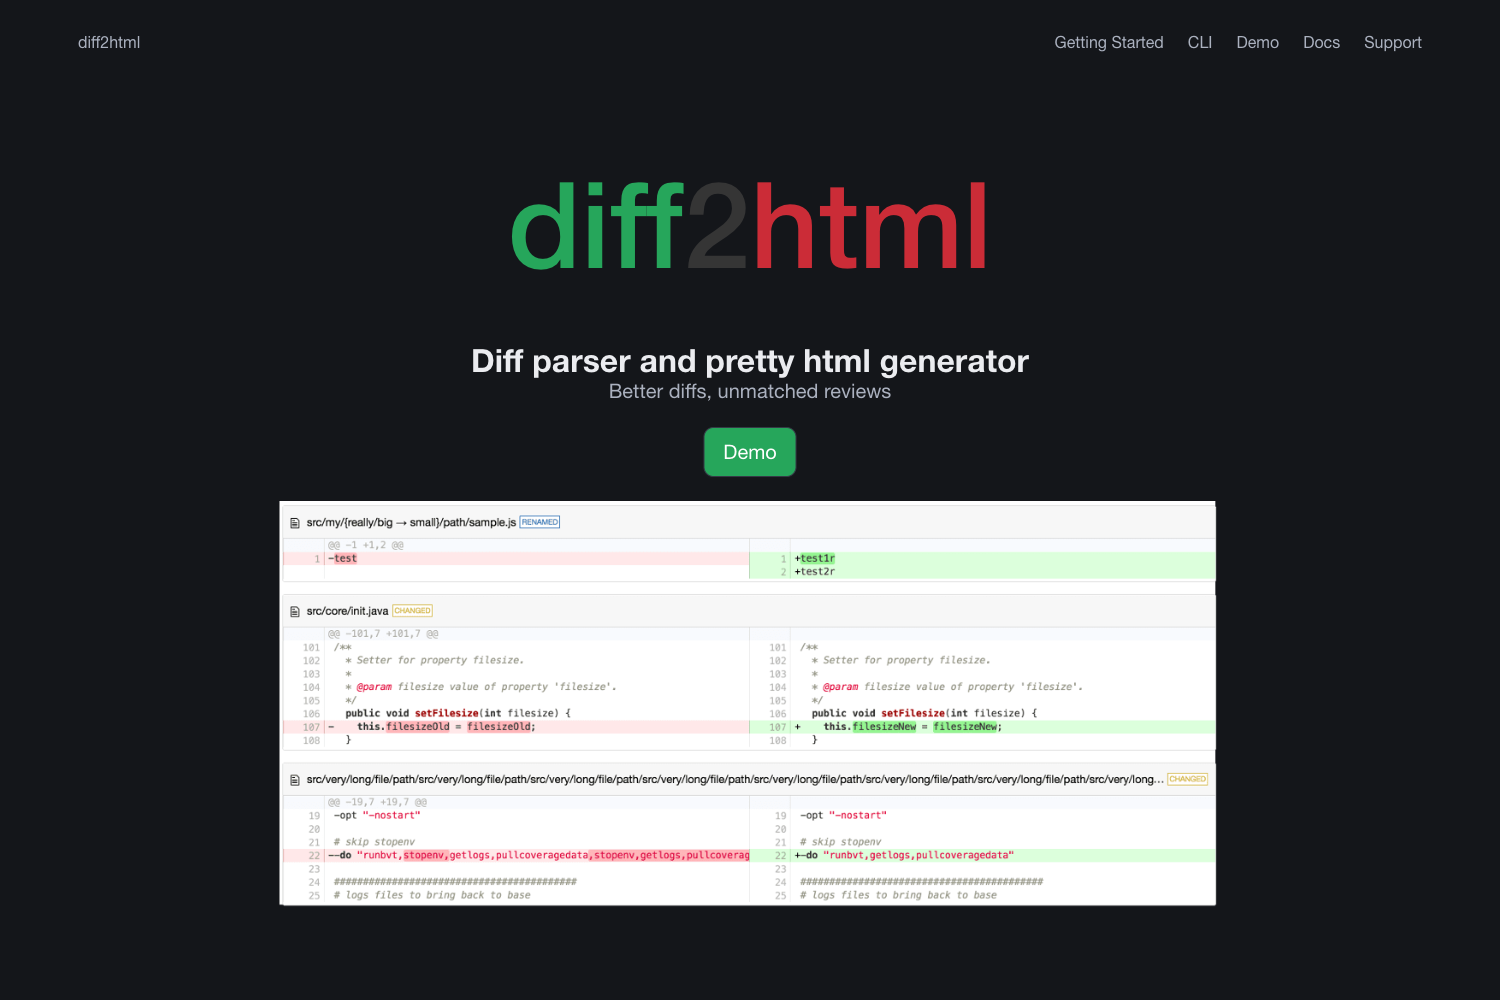 diff2html
Getting Started CLI Demo Docs Support
diff2html
Diff parser and pretty html generator
Better diffs, unmatched reviews
Demo
src/my/{really/big → small}/path/sample.js RENAMED
@@ -1 +1,2 @@
1 -test 1 +test1r
2 +test2r
src/core/init.java CHANGED
@@ -101,7 +101,7 @@
101 /** 101 /**
102 * Setter for property filesize. 102 * Setter for property filesize.
103 * 103 *
104 * @param filesize value of property 'filesize'. 104 * @param filesize value of property 'filesize'.
105 */ 105 */
106 public void setFilesize(int filesize) { 106 public void setFilesize(int filesize) {
107 - this.filesizeOld = filesizeOld; 107 + this.filesizeNew = filesizeNew;
108 } 108 }
src/very/long/file/path/src/very/long/file/path/src/very/long/file/path/src/very/long/file/path/src/very/long/file/path/src/very/long/file/path/src/very/long/file/path/src/very/long... CHANGED
@@ -19,7 +19,7 @@
19 -opt "-nostart" 19 -opt "-nostart"
20 20
21 # skip stopenv 21 # skip stopenv
22 --do "runbvt,stopenv,getlogs,pullcoveragedata,stopenv,getlogs,pullcoverag 22 +-do "runbvt,getlogs,pullcoveragedata"
23 23
24 ########################################## 24 ##########################################
25 # logs files to bring back to base 25 # logs files to bring back to base